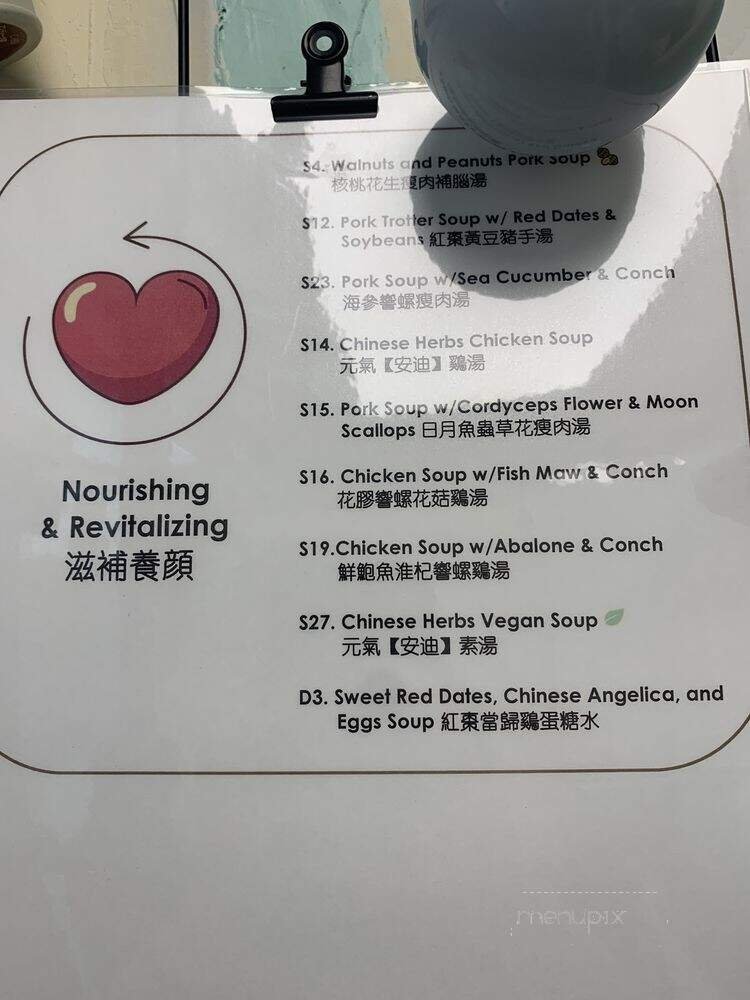 S4. Walnuts and Peanuts Pork Soup
核桃花生瘦肉補腦湯
S12. Pork Trotter Soup w/ Red Dates &
Soybeans 紅棗黃豆豬手湯
S23. Pork Soup w/Sea Cucumber & Conch
海參響螺瘦肉湯
S14. Chinese Herbs Chicken Soup
元氣【安迪】鷄湯
S15. Pork Soup w/Cordyceps Flower & Moon
Scallops 日月魚蟲草花瘦肉湯
S16. Chicken Soup w/Fish Maw & Conch
花膠響螺花菇鷄湯
S19.Chicken Soup w/Abalone & Conch
鮮鮑魚淮杞響螺鷄湯
S27. Chinese Herbs Vegan Soup
元氣【安迪】素湯
D3. Sweet Red Dates, Chinese Angelica, and
Eggs Soup 紅棗當歸鷄蛋糖水
Nourishing
& Revitalizing
滋補養顔
menupix